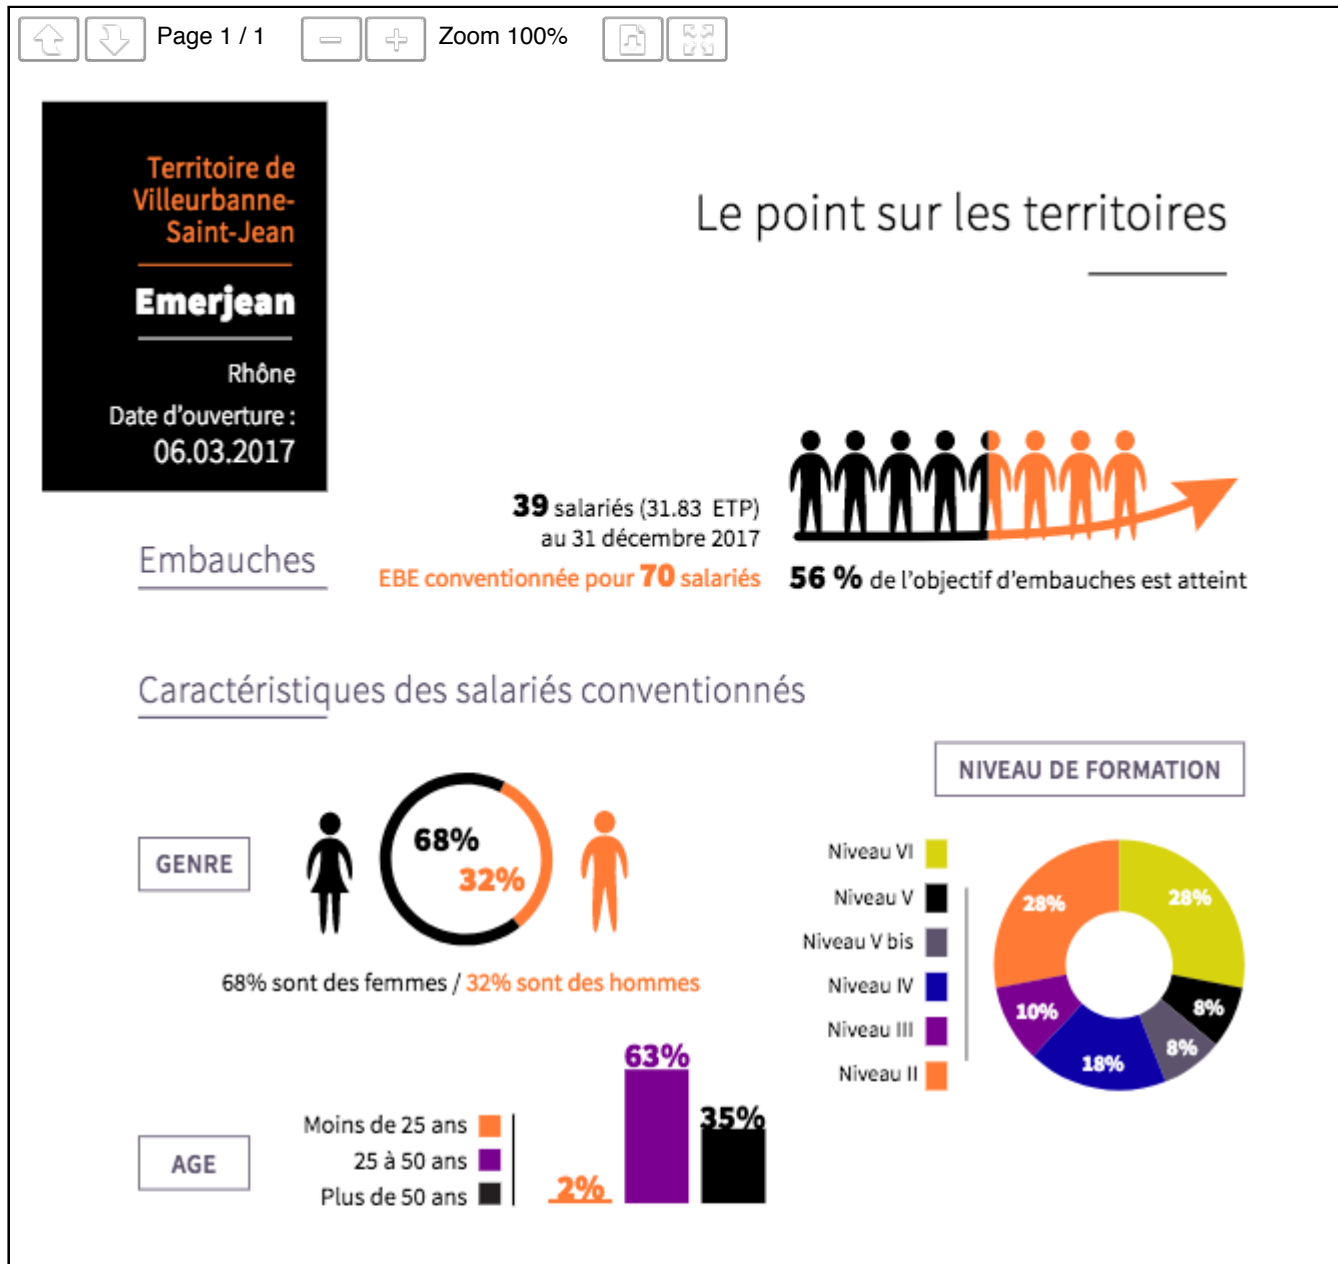 Page 1 / 1
Zoom 100%
Territoire de
Villeurbanne-
Saint-Jean
Emerjean
Rhône
Date d'ouverture :
06.03.2017
Le point sur les territoires
Embauches
39 salariés (31.83 ETP)
au 31 décembre 2017
EBE conventionnée pour 70 salariés
56 % de l'objectif d'embauches est atteint
Caractéristiques des salariés conventionnés
GENRE
68%
32%
68% sont des femmes / 32% sont des hommes
NIVEAU DE FORMATION
Niveau VI
Niveau V
Niveau V bis
Niveau IV
Niveau III
Niveau II
28%
28%
8%
8%
18%
10%
AGE
Moins de 25 ans
25 à 50 ans
Plus de 50 ans
2%
63%
35%